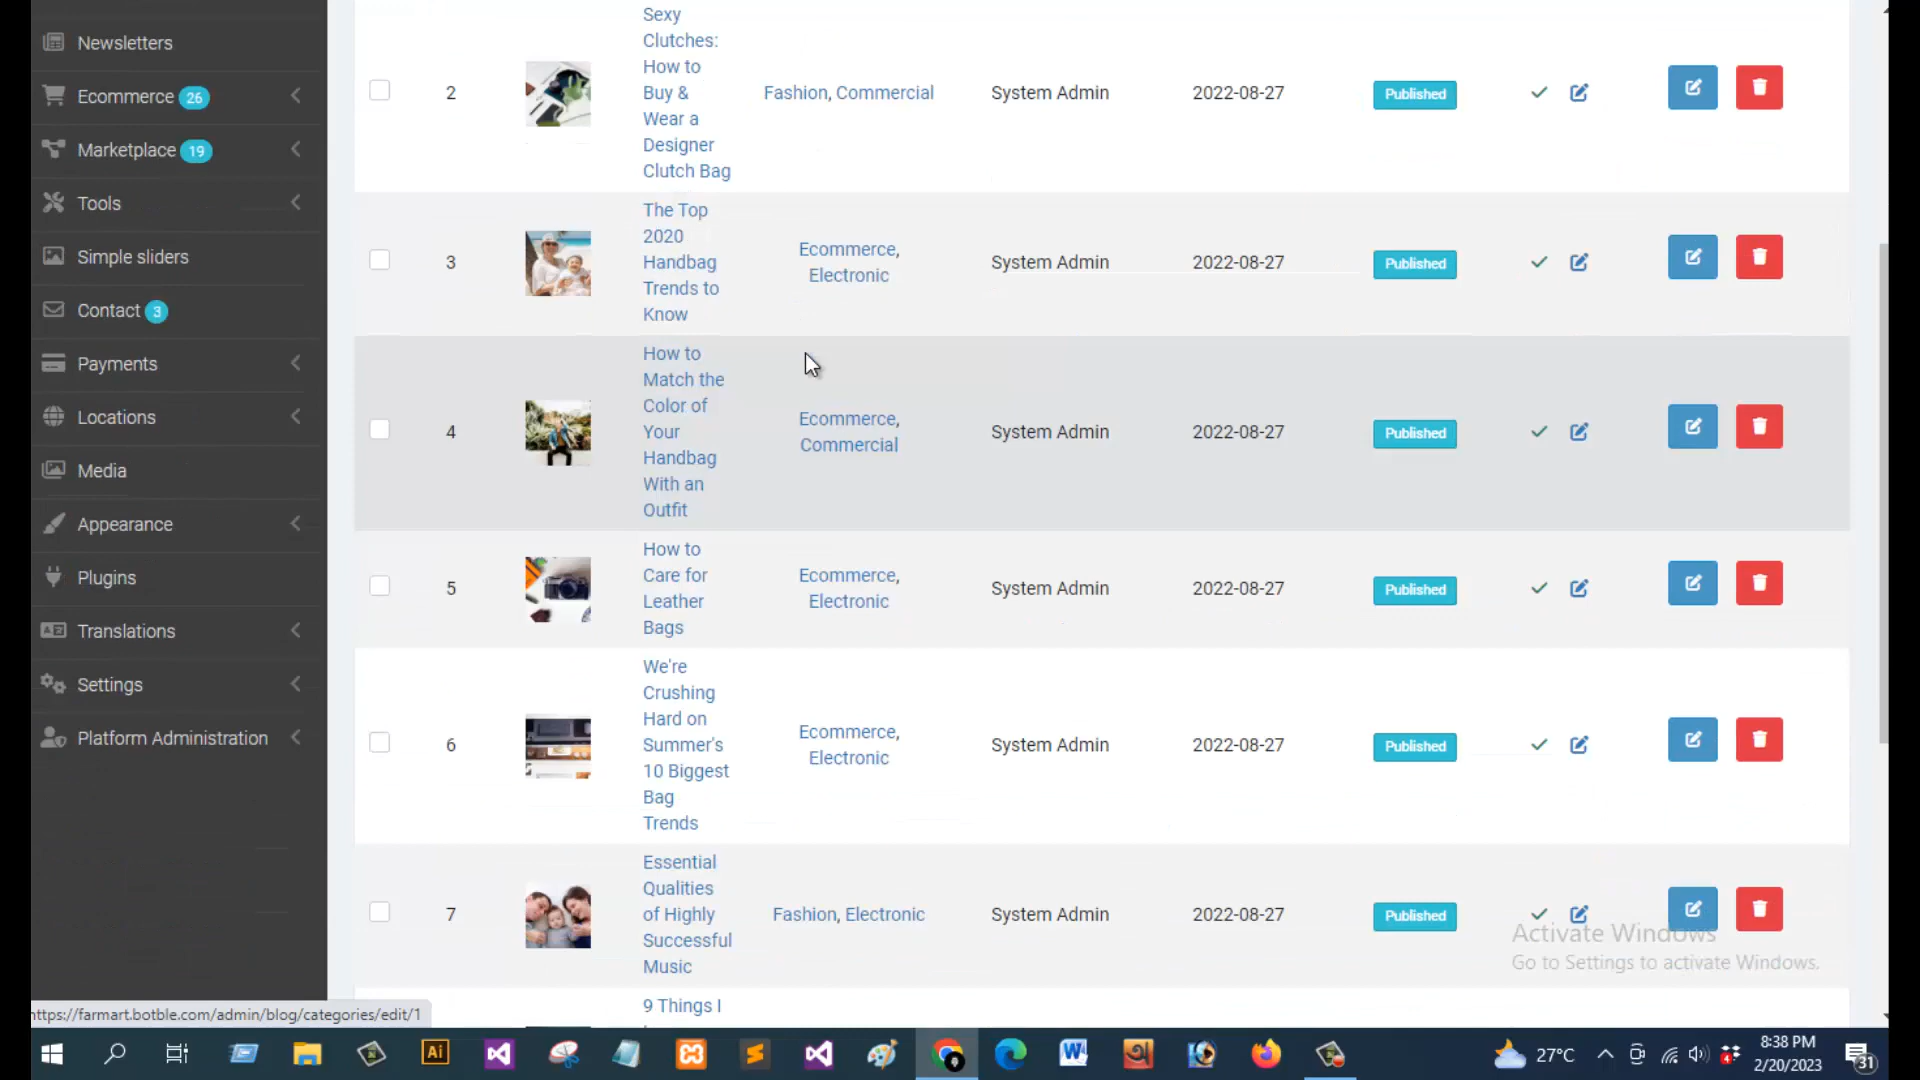 Newsletters
Ecommerce 26
Marketplace 19
Tools
Simple sliders
Contact 3
Payments
Locations
Media
Appearance
Plugins
Translations
Settings
Platform Administration
Sexy
Clutches:
How to
Buy &
Wear a
Designer
Clutch Bag
2
Fashion, Commercial
System Admin
2022-08-27
Published
The Top
2020
Handbag
Trends to
Know
3
Ecommerce,
Electronic
System Admin
2022-08-27
Published
How to
Match the
Color of
Your
Handbag
With an
Outfit
4
Ecommerce,
Commercial
System Admin
2022-08-27
Published
How to
Care for
Leather
Bags
5
Ecommerce,
Electronic
System Admin
2022-08-27
Published
We're
Crushing
Hard on
Summer's
10 Biggest
Bag
Trends
6
Ecommerce,
Electronic
System Admin
2022-08-27
Published
Essential
Qualities
of Highly
Successful
Music
7
Fashion, Electronic
System Admin
2022-08-27
Published
9 Things I
Activate Windows
Go to Settings to activate Windows.
https://farmart.botble.com/admin/blog/categories/edit/1
Ai
27°C
8:38 PM
2/20/2023
31